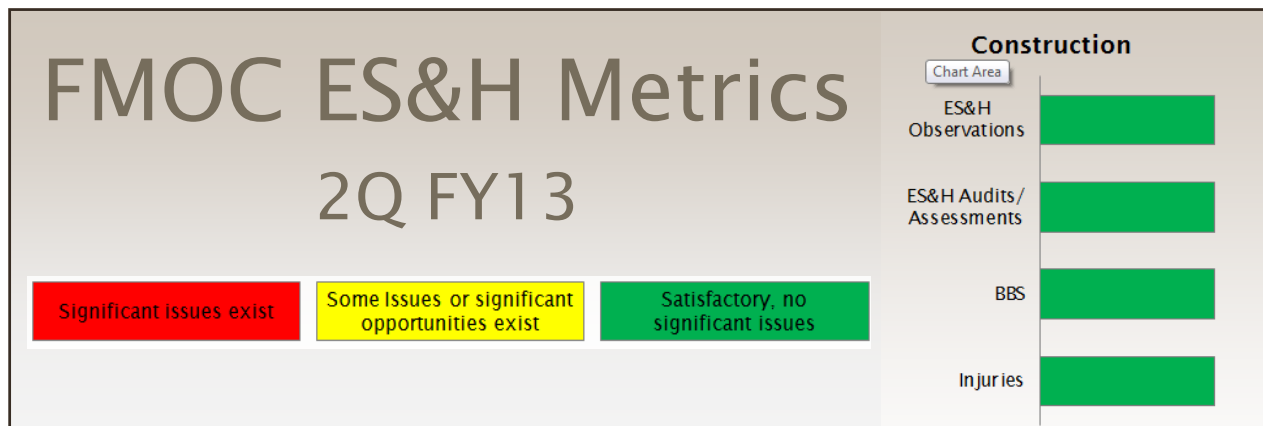 FMOC ES&H Metrics
2Q FY13
Significant issues exist
Some Issues or significant
opportunities exist
Satisfactory, no
significant issues
Construction
Chart Area
ES&H
Observations
ES&H Audits/
Assessments
BBS
Injuries